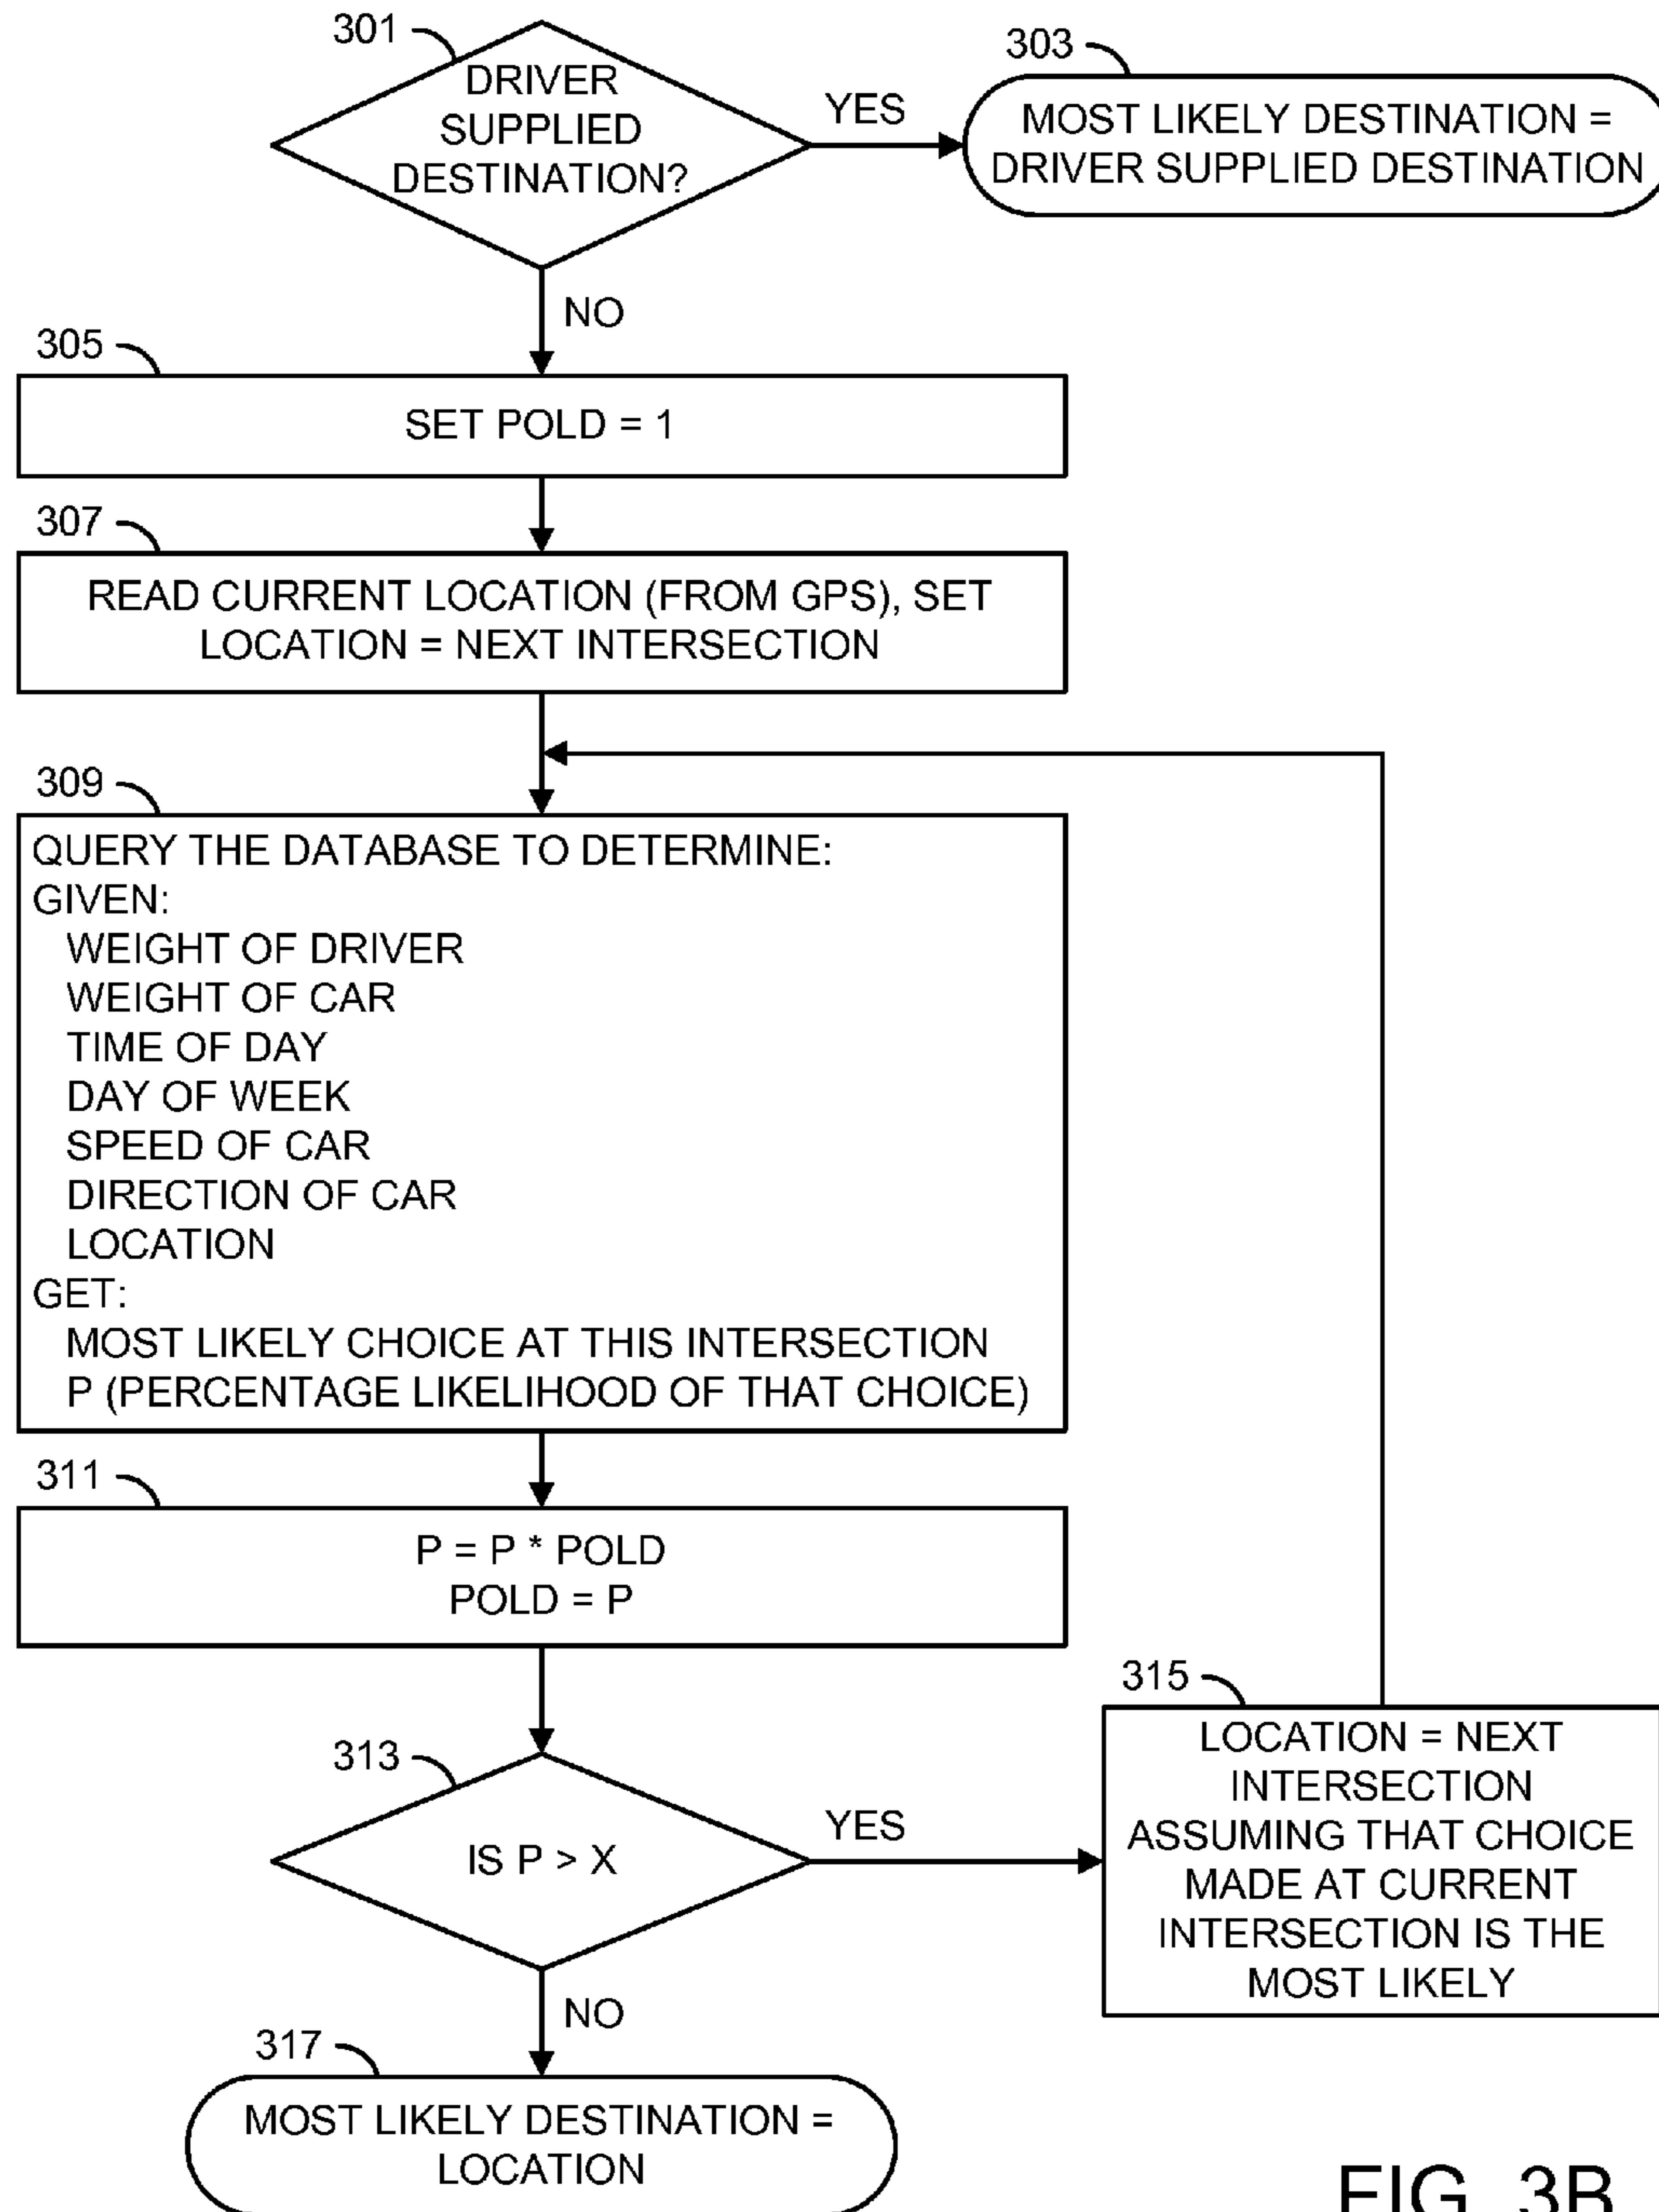 301
DRIVER
SUPPLIED
DESTINATION?
YES
303
MOST LIKELY DESTINATION =
DRIVER SUPPLIED DESTINATION
NO
305
SET POLD = 1
307
READ CURRENT LOCATION (FROM GPS), SET
LOCATION = NEXT INTERSECTION
309
QUERY THE DATABASE TO DETERMINE:
GIVEN:
WEIGHT OF DRIVER
WEIGHT OF CAR
TIME OF DAY
DAY OF WEEK
SPEED OF CAR
DIRECTION OF CAR
LOCATION
GET:
MOST LIKELY CHOICE AT THIS INTERSECTION
P (PERCENTAGE LIKELIHOOD OF THAT CHOICE)
311
P = P * POLD
POLD = P
313
IS P > X
YES
315
LOCATION = NEXT
INTERSECTION
ASSUMING THAT CHOICE
MADE AT CURRENT
INTERSECTION IS THE
MOST LIKELY
NO
317
MOST LIKELY DESTINATION =
LOCATION
FIG. 3B